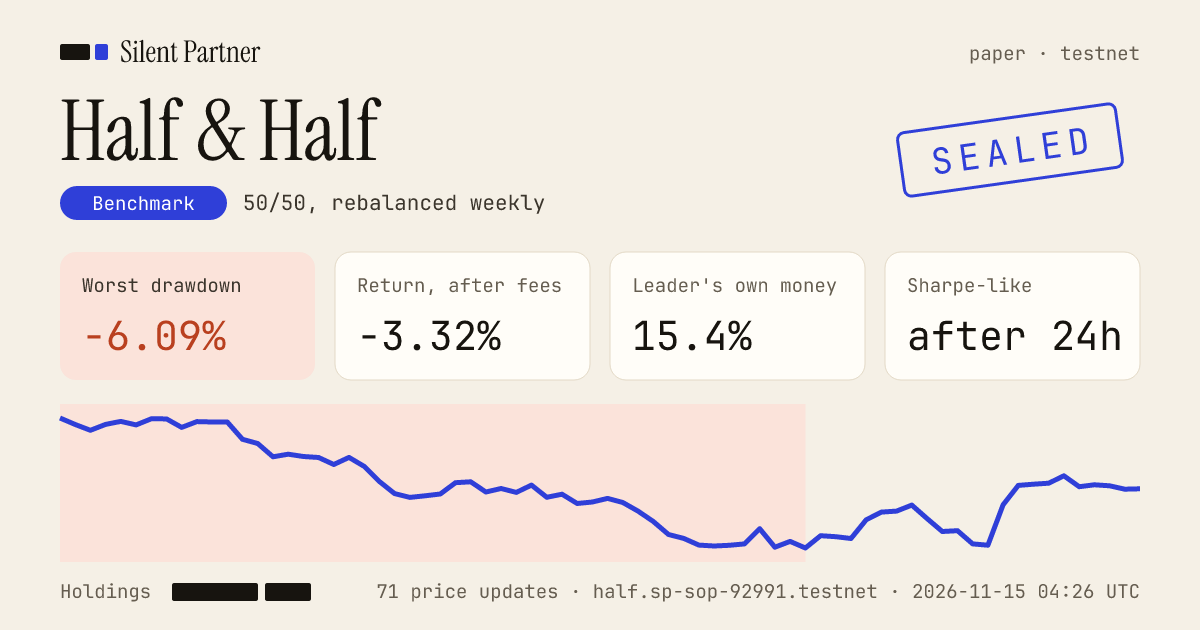 Silent Partner
paper · testnet
Half & Half
SEALED
Benchmark 50/50, rebalanced weekly
Worst drawdown
-6.09%
Return, after fees
-3.32%
Leader's own money
15.4%
Sharpe-like
after 24h
Holdings
71 price updates · half.sp-sop-92991.testnet · 2026-11-15 04:26 UTC